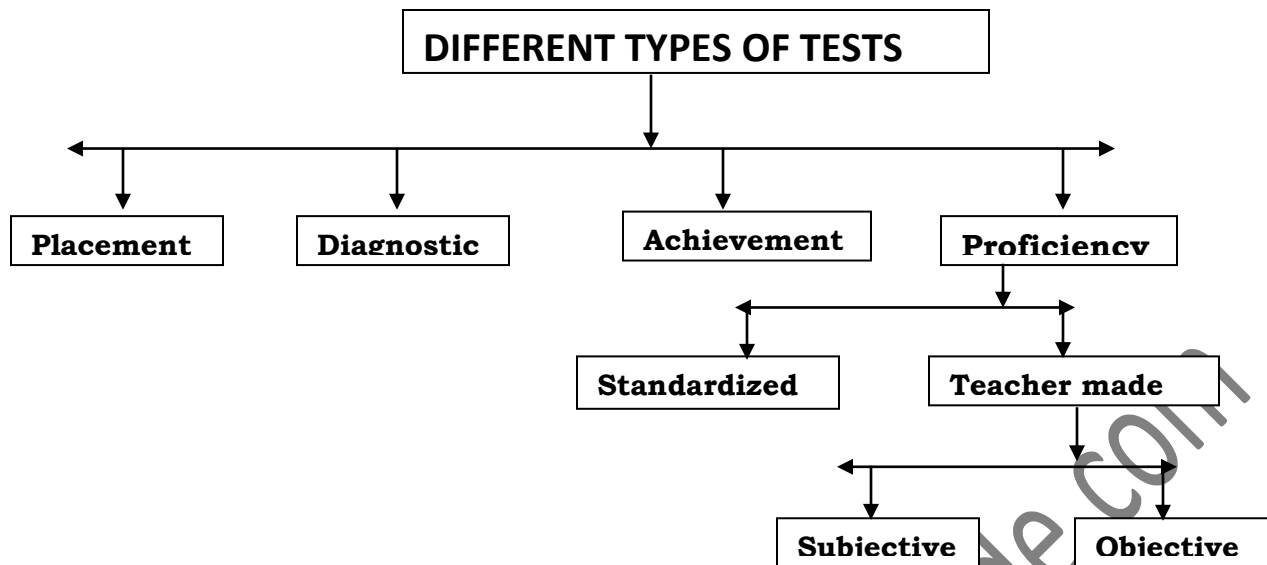 DIFFERENT TYPES OF TESTS
Placement
Diagnostic
Achievement
Proficiency
Standardized
Teacher made
Subjective
Objective